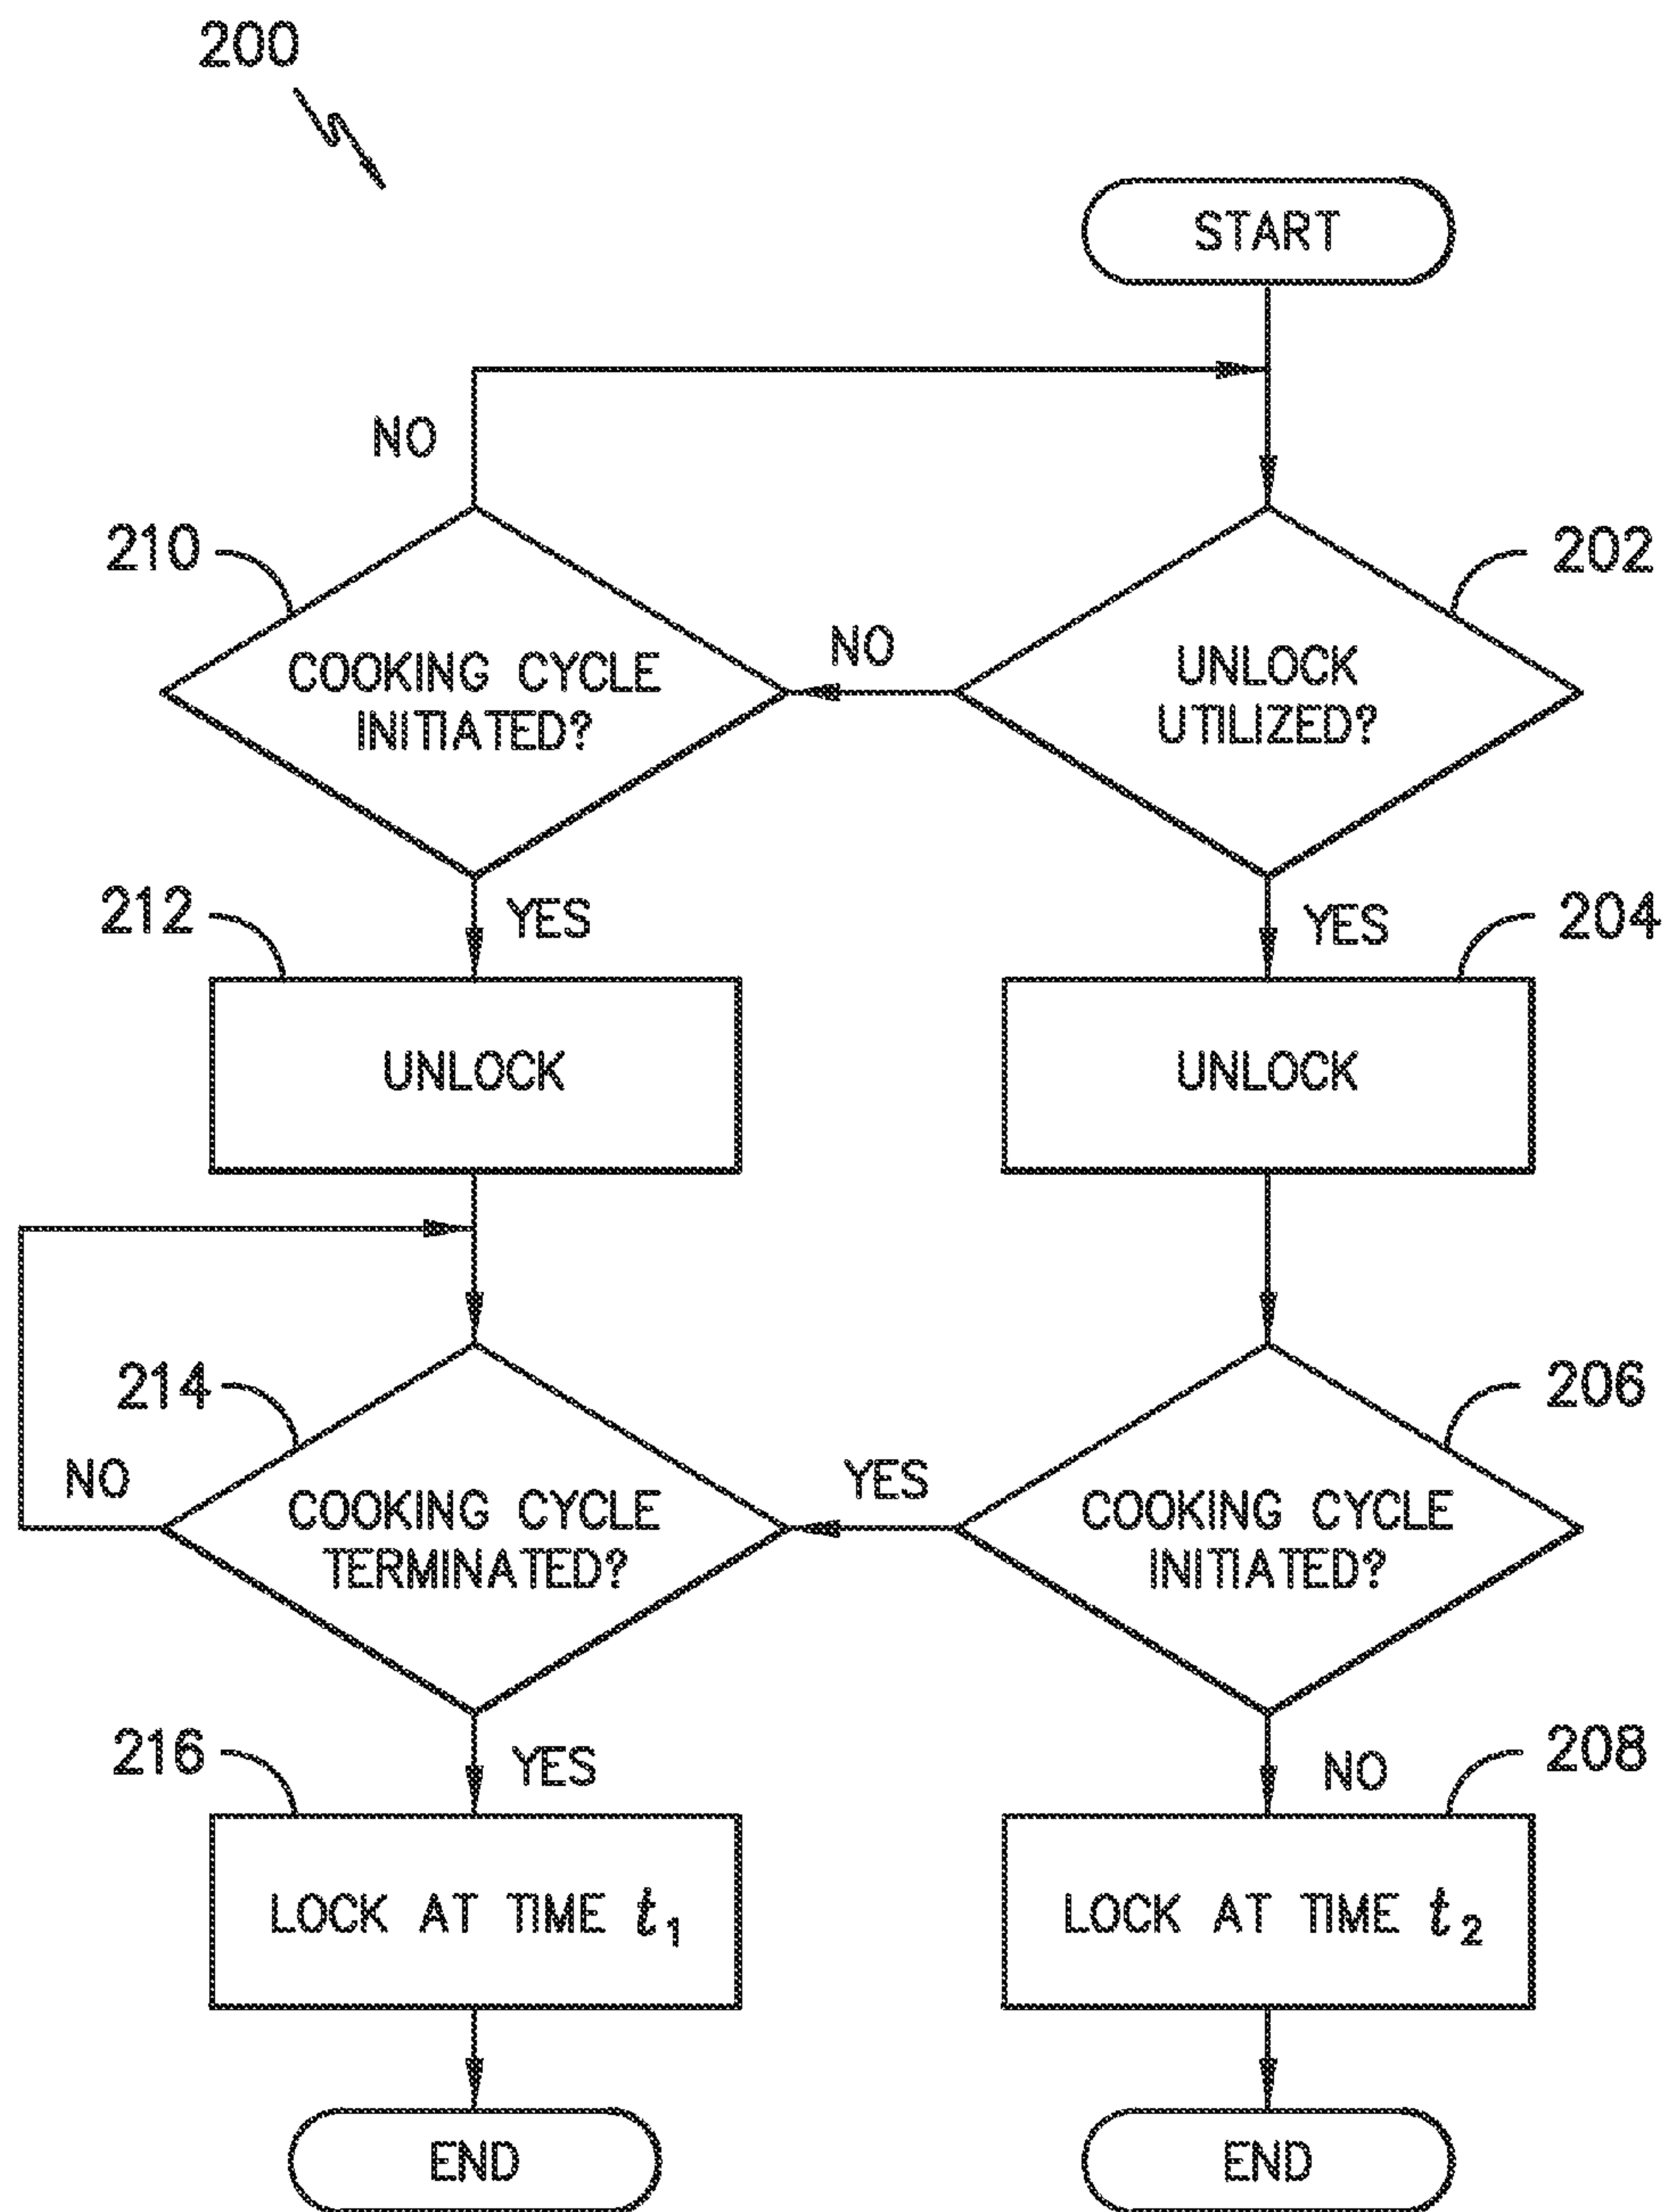 200
START
NO
210
202
COOKING CYCLE
INITIATED?
NO
UNLOCK
UTILIZED?
212
YES
YES
204
UNLOCK
UNLOCK
214
206
NO
COOKING CYCLE
TERMINATED?
YES
COOKING CYCLE
INITIATED?
216
YES
NO
208
LOCK AT TIME t₁
LOCK AT TIME t₂
END
END